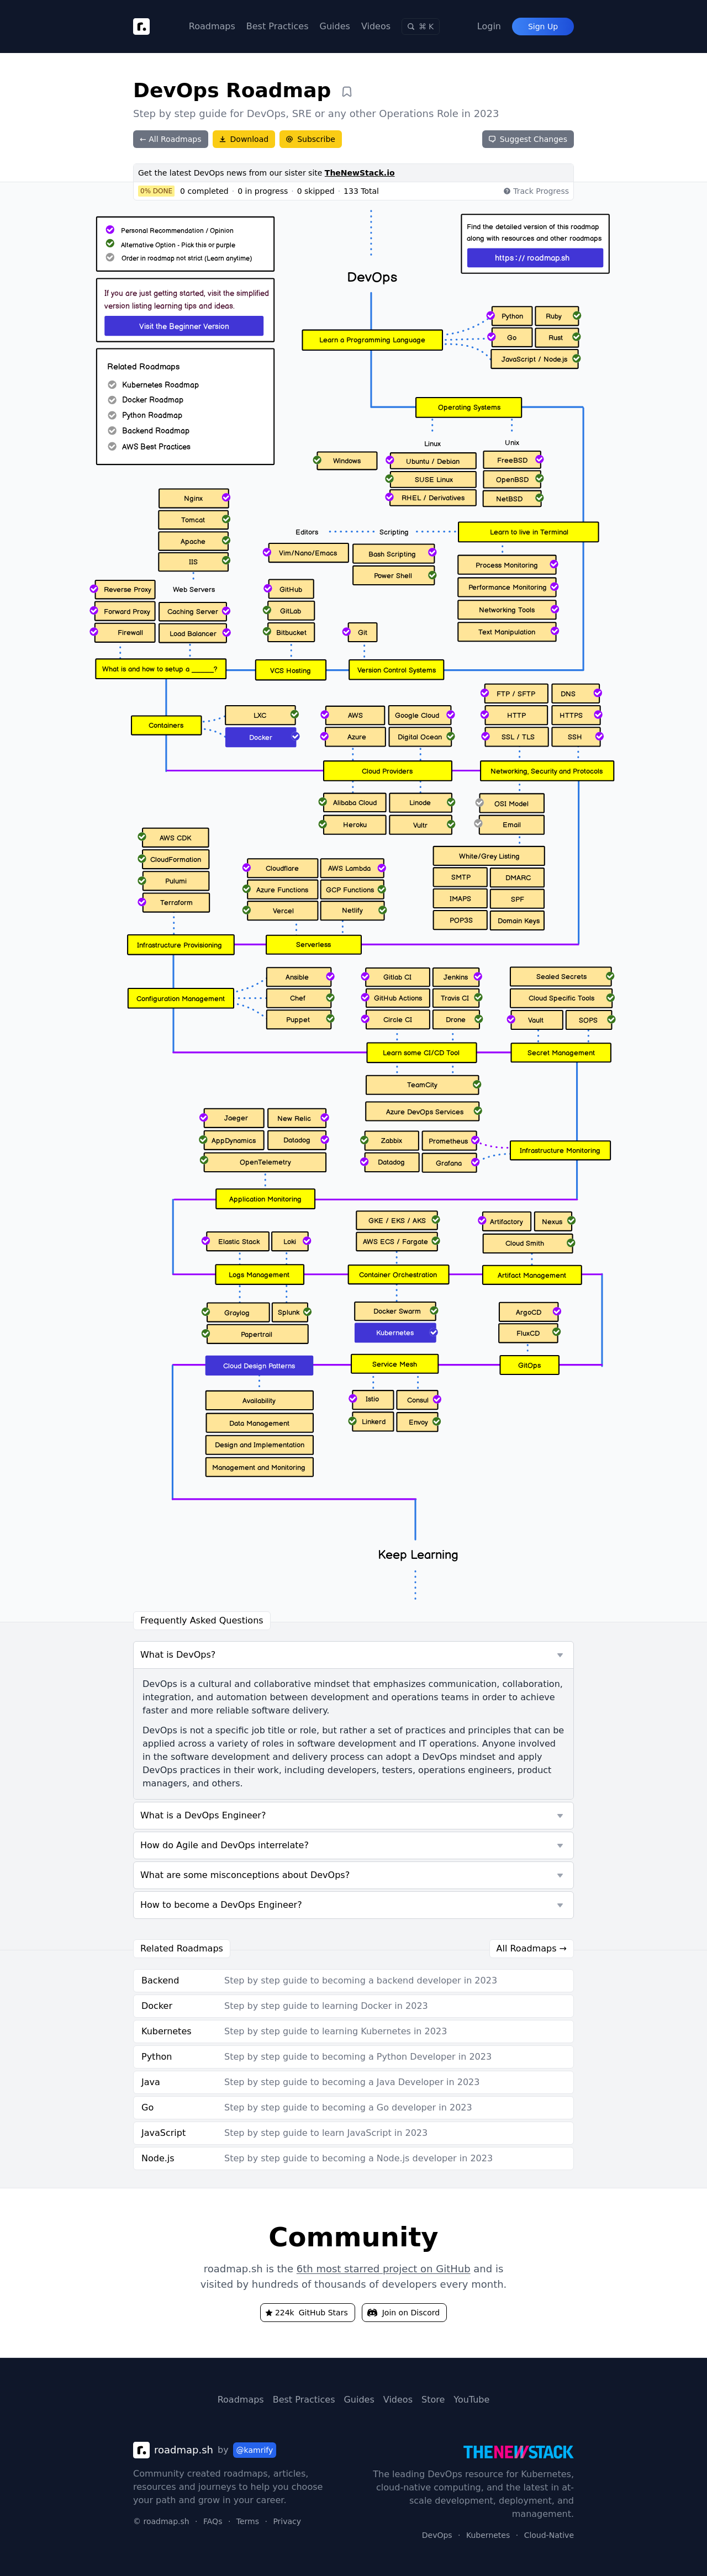 Roadmaps Best Practices Guides Videos ⌘ K Login Sign Up
DevOps Roadmap
Step by step guide for DevOps, SRE or any other Operations Role in 2023
← All Roadmaps Download Subscribe Suggest Changes
Get the latest DevOps news from our sister site TheNewStack.io
0% DONE 0 completed · 0 in progress · 0 skipped · 133 Total Track Progress
Personal Recommendation / Opinion
Alternative Option - Pick this or purple
Order in roadmap not strict (Learn anytime)
Find the detailed version of this roadmap
along with resources and other roadmaps
https://roadmap.sh
DevOps
If you are just getting started, visit the simplified
version listing learning tips and ideas.
Visit the Beginner Version
Related Roadmaps
Kubernetes Roadmap
Docker Roadmap
Python Roadmap
Backend Roadmap
AWS Best Practices
Learn a Programming Language
Python Ruby
Go Rust
JavaScript / Node.js
Operating Systems
Linux Unix
Windows Ubuntu / Debian FreeBSD
SUSE Linux OpenBSD
RHEL / Derivatives NetBSD
Nginx
Tomcat
Apache
IIS
Editors Scripting Learn to live in Terminal
Vim/Nano/Emacs Bash Scripting
Power Shell
Process Monitoring
Performance Monitoring
Networking Tools
Text Manipulation
Reverse Proxy Web Servers
Forward Proxy Caching Server
Firewall Load Balancer
GitHub
GitLab
Bitbucket
Git
What is and how to setup a ______? VCS Hosting Version Control Systems
FTP / SFTP DNS
HTTP HTTPS
SSL / TLS SSH
Containers
LXC
Docker
AWS Google Cloud
Azure Digital Ocean
Cloud Providers Networking, Security and Protocols
Alibaba Cloud Linode
Heroku Vultr
OSI Model
Email
White/Grey Listing
SMTP DMARC
IMAPS SPF
POP3S Domain Keys
AWS CDK
CloudFormation
Pulumi
Terraform
Cloudflare AWS Lambda
Azure Functions GCP Functions
Vercel Netlify
Infrastructure Provisioning Serverless
Configuration Management
Ansible
Chef
Puppet
Gitlab CI Jenkins
GitHub Actions Travis CI
Circle CI Drone
Sealed Secrets
Cloud Specific Tools
Vault SOPS
Learn some CI/CD Tool Secret Management
TeamCity
Azure DevOps Services
Jaeger New Relic
AppDynamics Datadog
OpenTelemetry
Zabbix Prometheus
Datadog Grafana
Infrastructure Monitoring
Application Monitoring
GKE / EKS / AKS
AWS ECS / Fargate
Artifactory Nexus
Cloud Smith
Elastic Stack Loki
Logs Management Container Orchestration Artifact Management
Graylog Splunk
Papertrail
Docker Swarm
Kubernetes
ArgoCD
FluxCD
Cloud Design Patterns Service Mesh GitOps
Availability
Data Management
Design and Implementation
Management and Monitoring
Istio Consul
Linkerd Envoy
Keep Learning
Frequently Asked Questions
What is DevOps?
DevOps is a cultural and collaborative mindset that emphasizes communication, collaboration,
integration, and automation between development and operations teams in order to achieve
faster and more reliable software delivery.
DevOps is not a specific job title or role, but rather a set of practices and principles that can be
applied across a variety of roles in software development and IT operations. Anyone involved
in the software development and delivery process can adopt a DevOps mindset and apply
DevOps practices in their work, including developers, testers, operations engineers, product
managers, and others.
What is a DevOps Engineer?
How do Agile and DevOps interrelate?
What are some misconceptions about DevOps?
How to become a DevOps Engineer?
Related Roadmaps All Roadmaps →
Backend Step by step guide to becoming a backend developer in 2023
Docker Step by step guide to learning Docker in 2023
Kubernetes Step by step guide to learning Kubernetes in 2023
Python Step by step guide to becoming a Python Developer in 2023
Java Step by step guide to becoming a Java Developer in 2023
Go Step by step guide to becoming a Go developer in 2023
JavaScript Step by step guide to learn JavaScript in 2023
Node.js Step by step guide to becoming a Node.js developer in 2023
Community
roadmap.sh is the 6th most starred project on GitHub and is
visited by hundreds of thousands of developers every month.
224k GitHub Stars Join on Discord
Roadmaps Best Practices Guides Videos Store YouTube
roadmap.sh by @kamrify
Community created roadmaps, articles,
resources and journeys to help you choose
your path and grow in your career.
© roadmap.sh · FAQs · Terms · Privacy
THENEWSTACK
The leading DevOps resource for Kubernetes,
cloud-native computing, and the latest in at-
scale development, deployment, and
management.
DevOps · Kubernetes · Cloud-Native